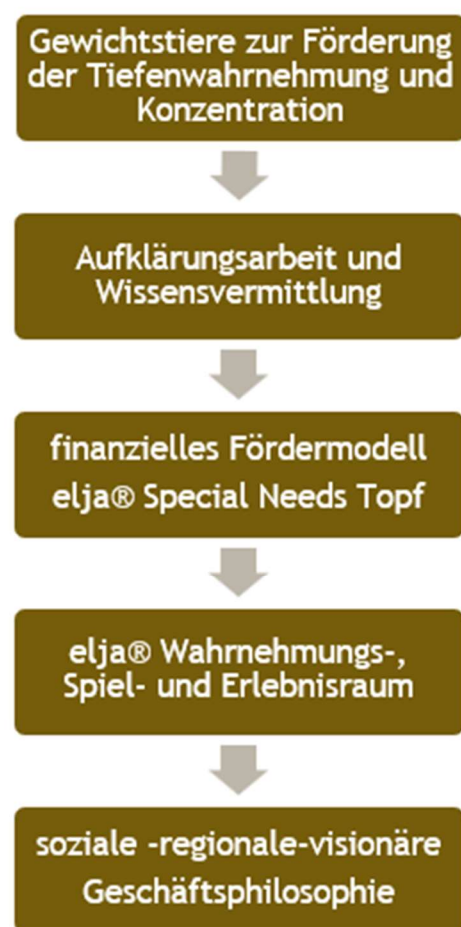 Gewichtstiere zur Förderung
der Tiefenwahrnehmung und
Konzentration
Aufklärungsarbeit und
Wissensvermittlung
finanzielles Fördermodell
elja® Special Needs Topf
elja® Wahrnehmungs-,
Spiel- und Erlebnisraum
soziale -regionale-visionäre
Geschäftsphilosophie